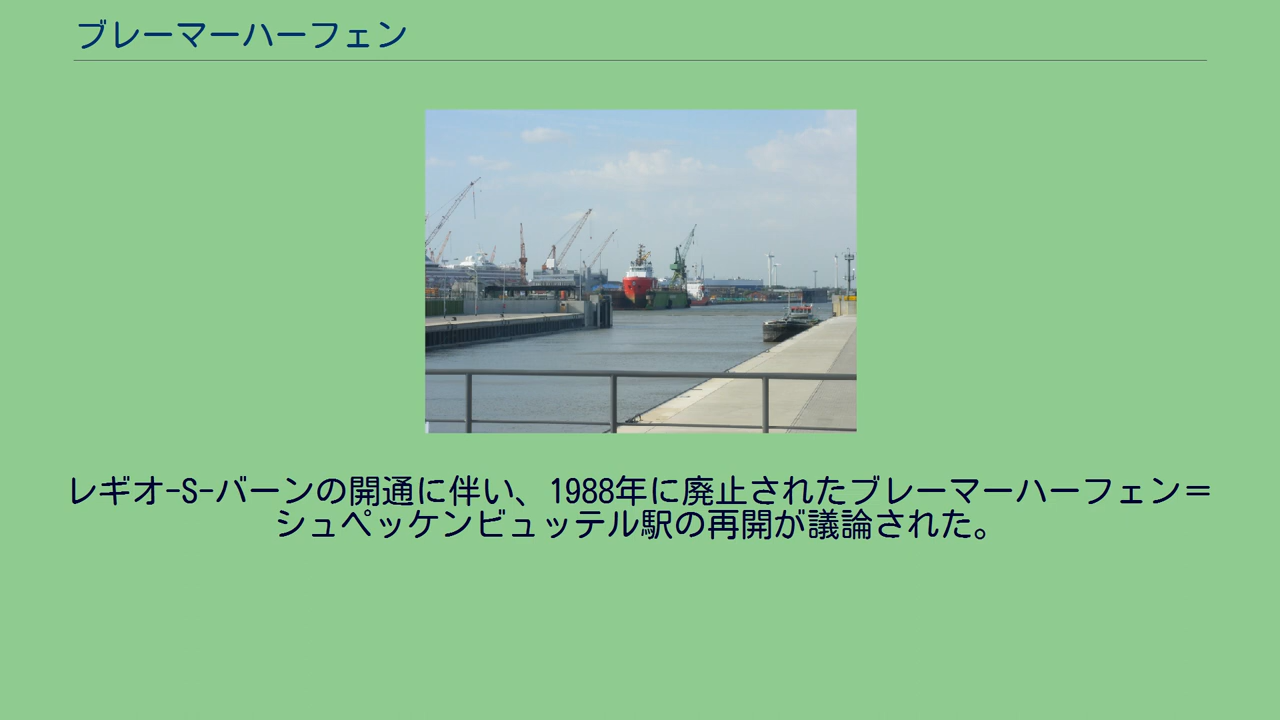 ブレーマーハーフェン
レギオ-S-バーンの開通に伴い、1988年に廃止されたブレーマーハーフェン＝
シュペッケンビュッテル駅の再開が議論された。